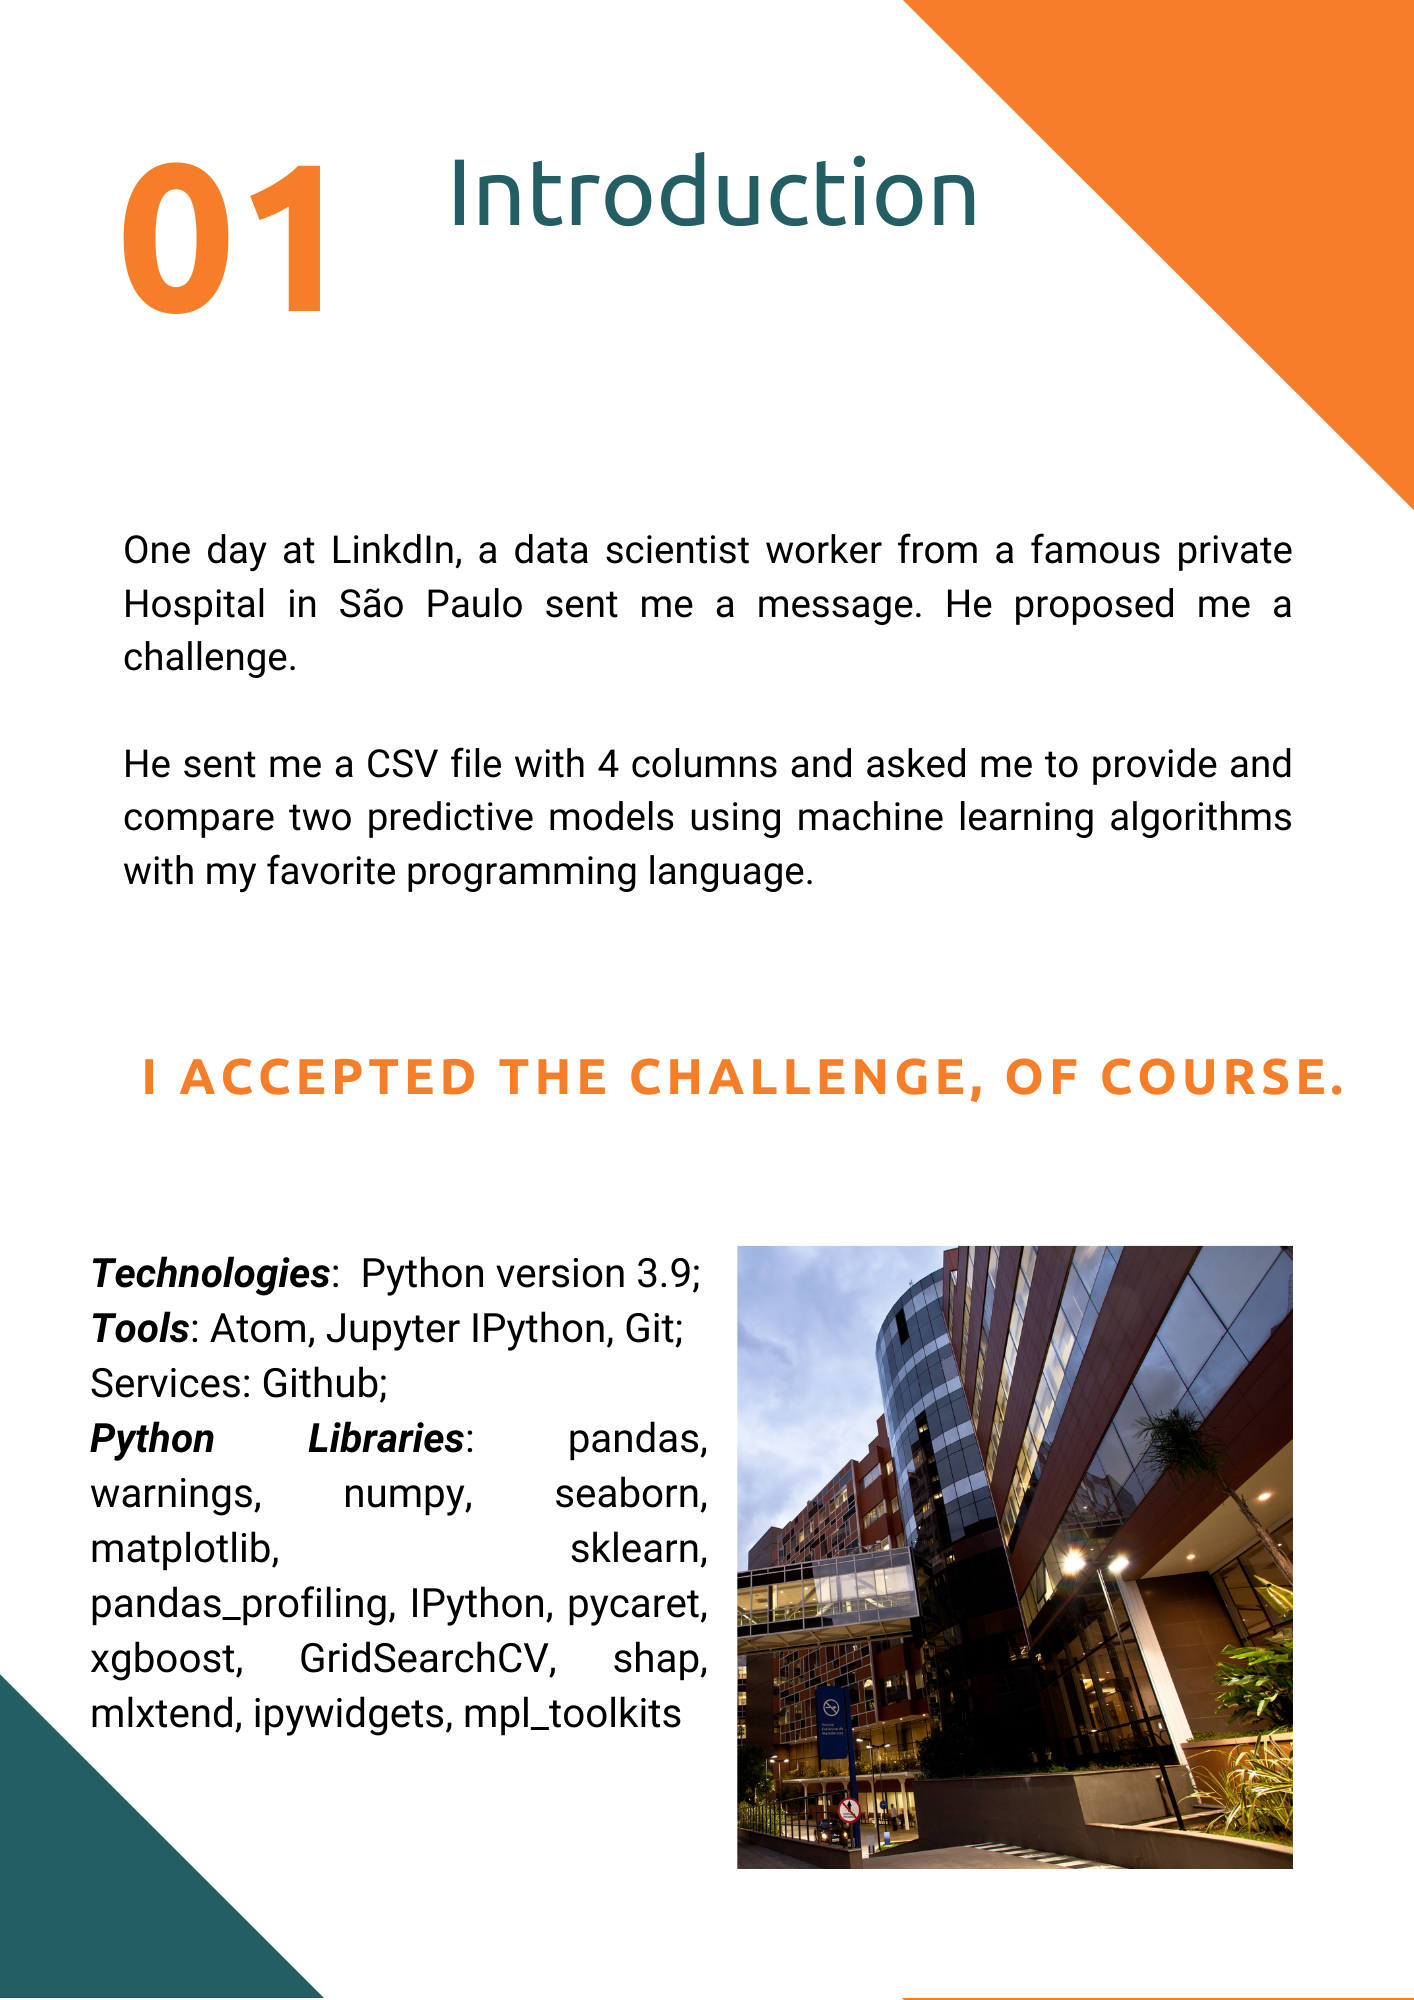 01
Introduction
One day at LinkdIn, a data scientist worker from a famous private
Hospital in São Paulo sent me a message. He proposed me a
challenge.
He sent me a CSV file with 4 columns and asked me to provide and
compare two predictive models using machine learning algorithms
with my favorite programming language.
I ACCEPTED THE CHALLENGE, OF COURSE.
Technologies: Python version 3.9;
Tools: Atom, Jupyter IPython, Git;
Services: Github;
Python Libraries: pandas,
warnings, numpy, seaborn,
matplotlib, sklearn,
pandas_profiling, IPython, pycaret,
xgboost, GridSearchCV, shap,
mlxtend, ipywidgets, mpl_toolkits